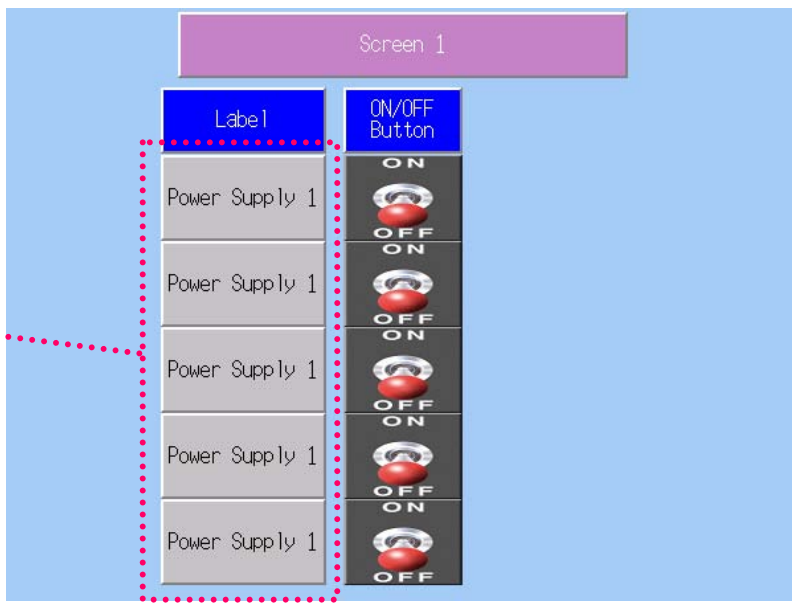 Screen 1
Label
ON/OFF
Button
Power Supply 1
ON
OFF
Power Supply 1
ON
OFF
Power Supply 1
ON
OFF
Power Supply 1
ON
OFF
Power Supply 1
ON
OFF